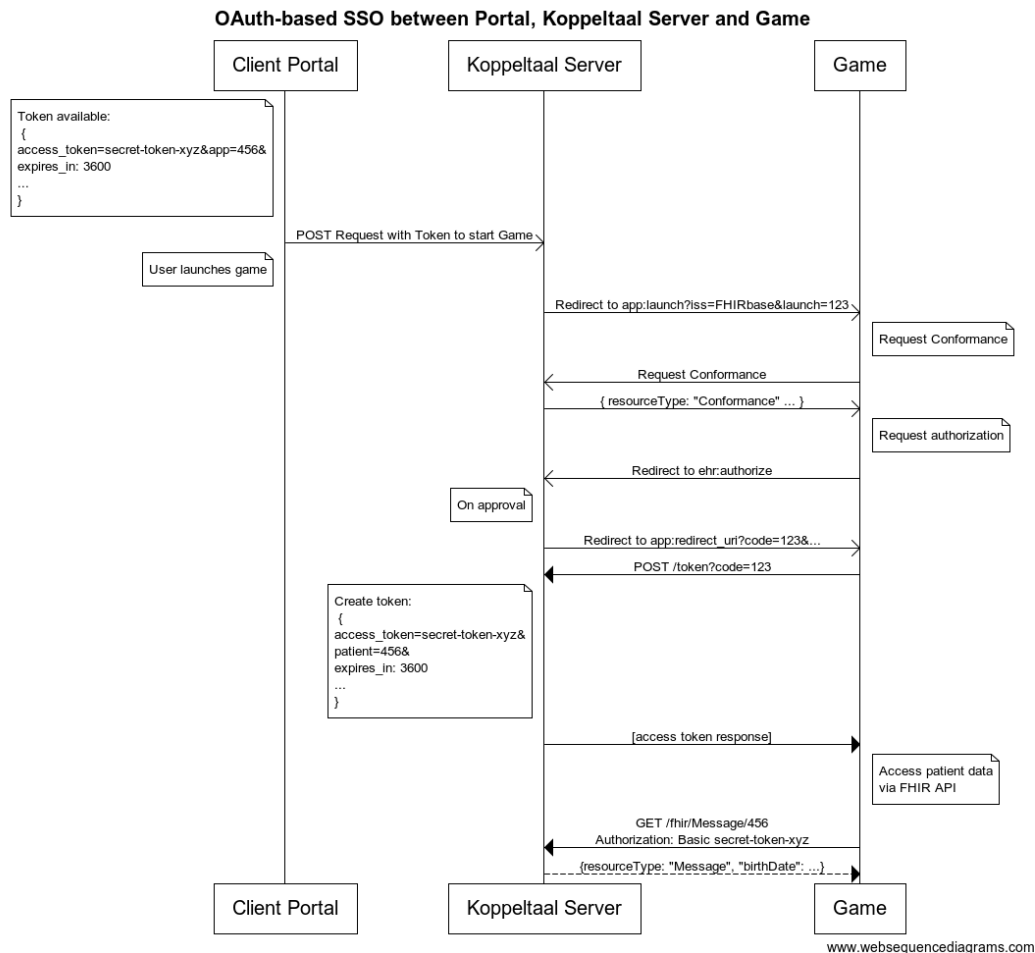 OAuth-based SSO between Portal, Koppeltaal Server and Game
Client Portal
Koppeltaal Server
Game
Token available:
{
access_token=secret-token-xyz&app=456&
expires_in: 3600
...
}
POST Request with Token to start Game
User launches game
Redirect to app:launch?iss=FHIRbase&launch=123
Request Conformance
Request Conformance
{ resourceType: "Conformance" ... }
Request authorization
Redirect to ehr:authorize
On approval
Redirect to app:redirect_uri?code=123&...
POST /token?code=123
Create token:
{
access_token=secret-token-xyz&
patient=456&
expires_in: 3600
...
}
[access token response]
Access patient data
via FHIR API
GET /fhir/Message/456
Authorization: Basic secret-token-xyz
{resourceType: "Message", "birthDate": ...}
Client Portal
Koppeltaal Server
Game
www.websequencediagrams.com